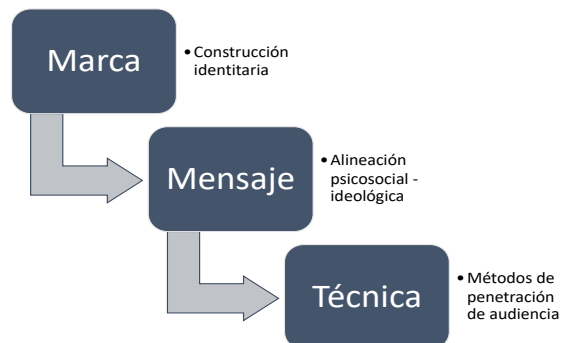 Marca
• Construcción
identitaria
Mensaje
• Alineación
psicosocial -
ideológica
Técnica
• Métodos de
penetración
de audiencia